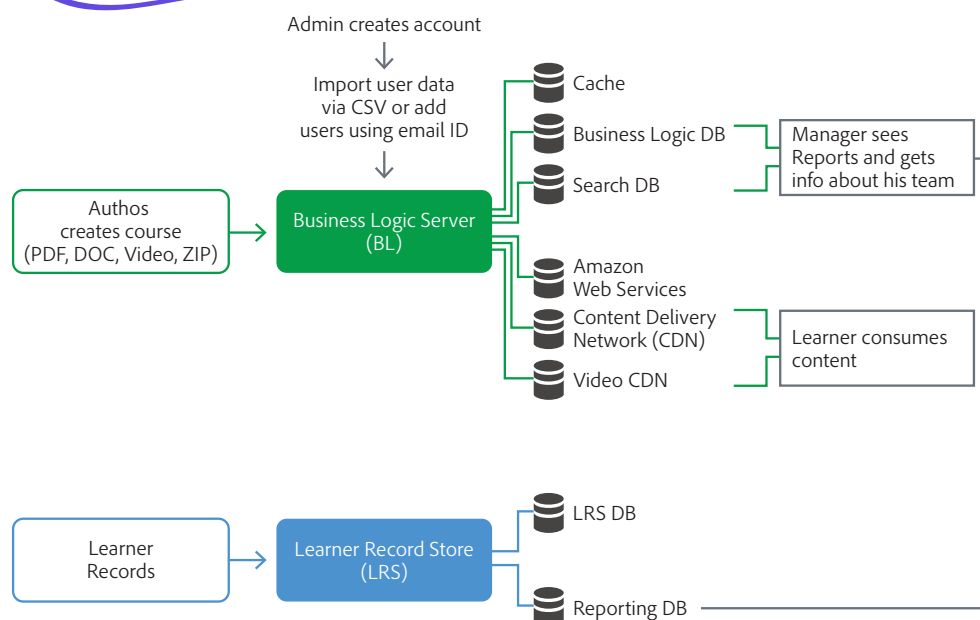 Admin creates account
Import user data
via CSV or add
users using email ID
Cache
Business Logic DB
Search DB
Manager sees
Reports and gets
info about his team
Authos
creates course
(PDF, DOC, Video, ZIP)
Business Logic Server
(BL)
Amazon
Web Services
Content Delivery
Network (CDN)
Video CDN
Learner consumes
content
Learner
Records
Learner Record Store
(LRS)
LRS DB
Reporting DB